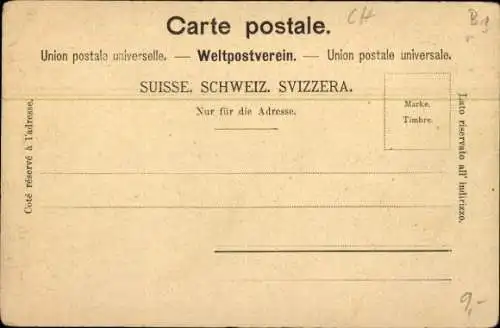 Carte postale.
CH
Union postale universelle. — Weltpostverein. — Union postale universale.
SUISSE. SCHWEIZ. SVIZZERA.
Nur für die Adresse.
Marke.
Timbre.
Coté réservé à l'adresse.
Lato riservato all' indirizzo.
9,-